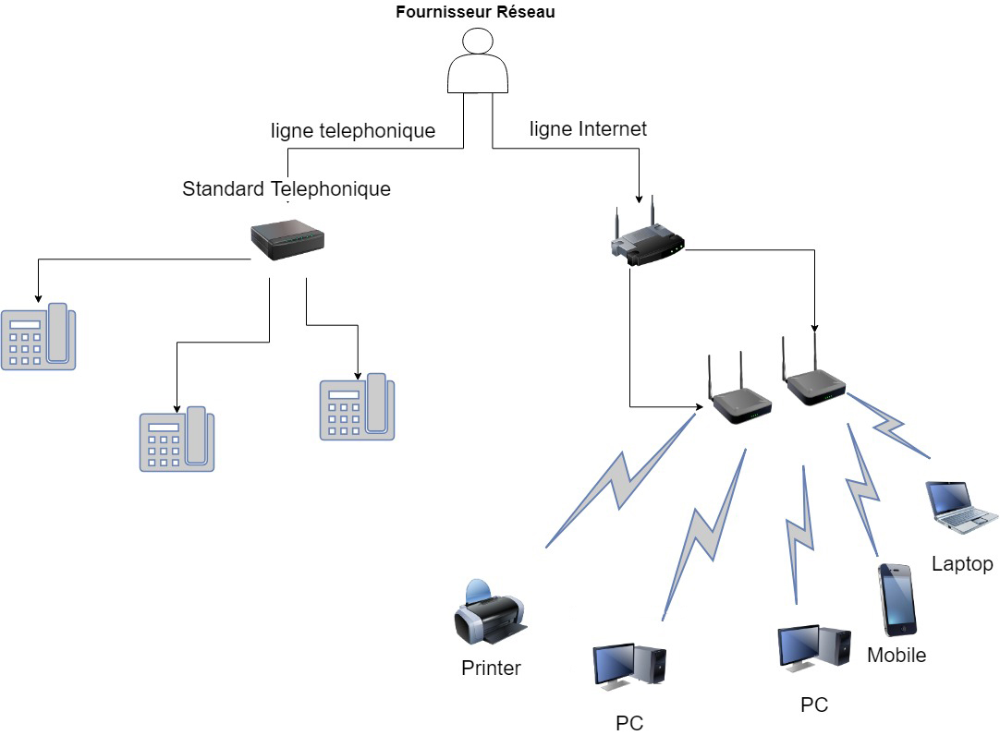 Fournisseur Réseau
ligne telephonique
ligne Internet
Standard Telephonique
Laptop
Mobile
Printer
PC
PC